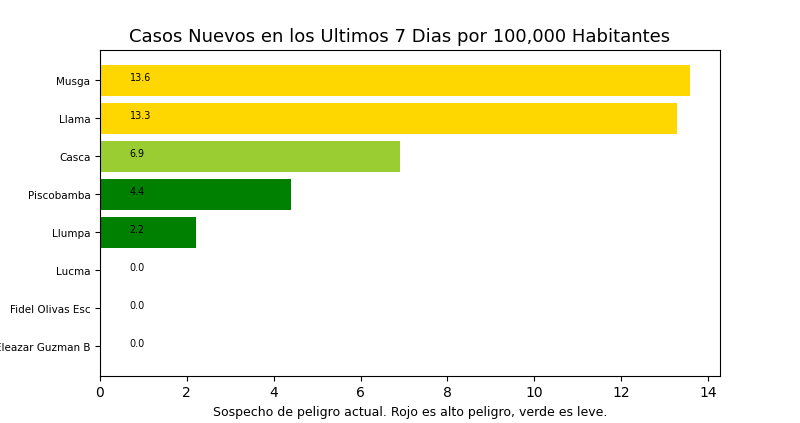 Casos Nuevos en los Ultimos 7 Dias por 100,000 Habitantes
Musga 13.6
Llama 13.3
Casca 6.9
Piscobamba 4.4
Llumpa 2.2
Lucma 0.0
Fidel Olivas Esc 0.0
Eleazar Guzman B 0.0
0 2 4 6 8 10 12 14
Sospecho de peligro actual. Rojo es alto peligro, verde es leve.